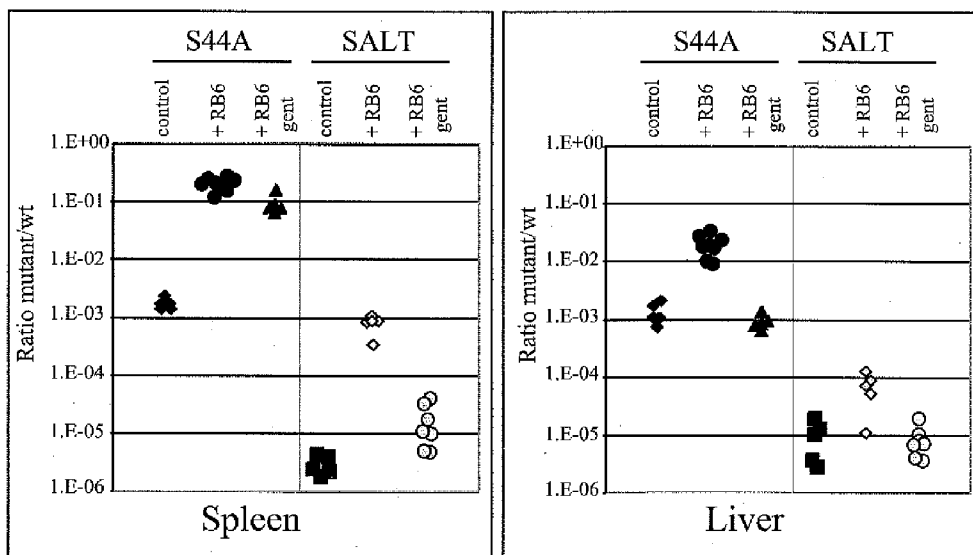 S44A SALT
control + RB6 + RB6 gent control + RB6 + RB6 gent
1.E+00
1.E-01
1.E-02
1.E-03
1.E-04
1.E-05
1.E-06
Ratio mutant/wt
Spleen
S44A SALT
control + RB6 + RB6 gent control + RB6 + RB6 gent
1.E+00
1.E-01
1.E-02
1.E-03
1.E-04
1.E-05
1.E-06
Ratio mutant/wt
Liver